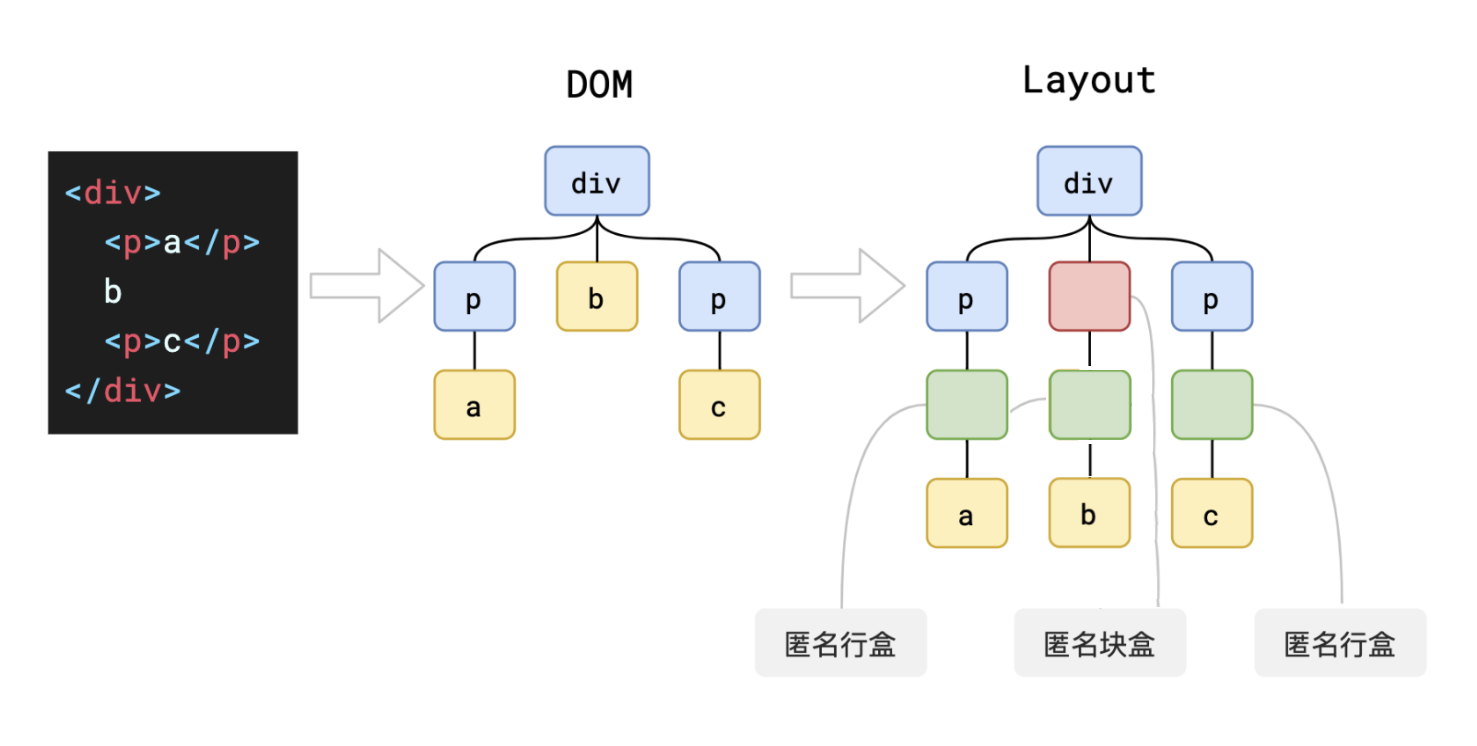 DOM
Layout
<div>
<p>a</p>
b
<p>c</p>
</div>
div
p b p
a c
div
p p
a b c
匿名行盒 匿名块盒 匿名行盒